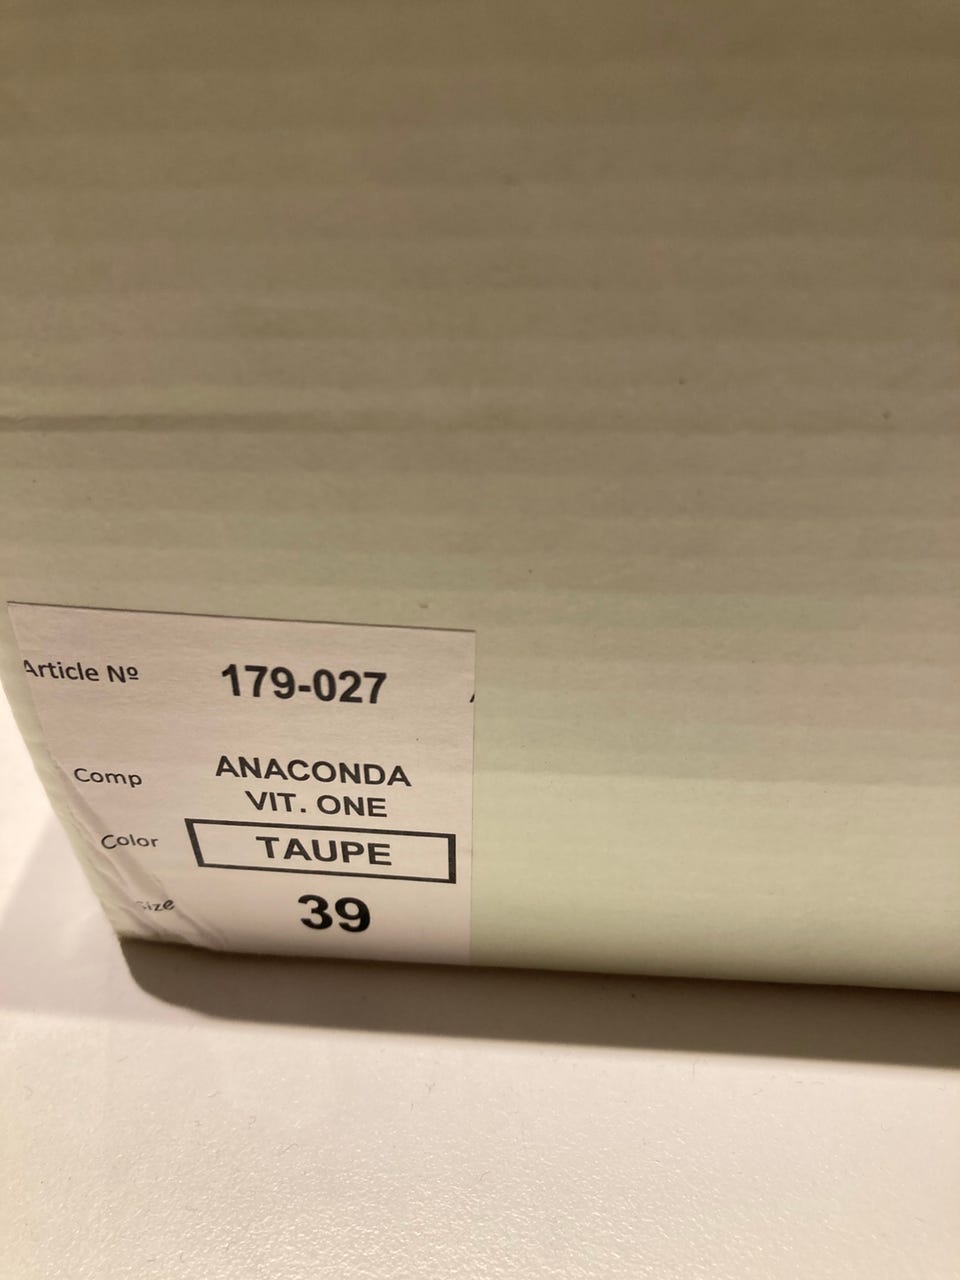 Article Nº 179-027
Comp ANACONDA
VIT. ONE
Color TAUPE
Size 39